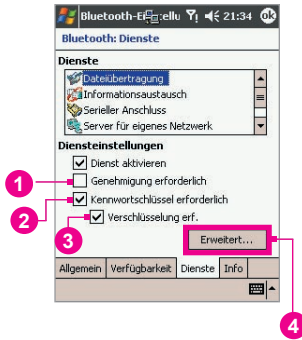 Bluetooth-Ei ellu 21:34 ok
Bluetooth: Dienste
Dienste
Dateiübertragung
Informationsaustausch
Serieller Anschluss
Server für eigenes Netzwerk
Diensteinstellungen
Dienst aktivieren
1 Genehmigung erforderlich
2 Kennwortschlüssel erforderlich
3 Verschlüsselung erf.
Erweitert...
Allgemein Verfügbarkeit Dienste Info
4